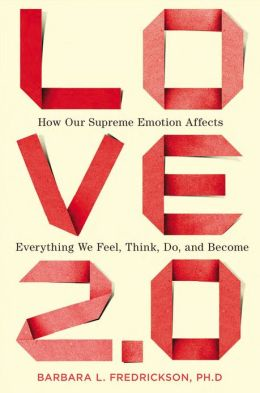 LO
How Our Supreme Emotion Affects
VE
Everything We Feel, Think, Do, and Become
2.0
BARBARA L. FREDRICKSON, PH.D